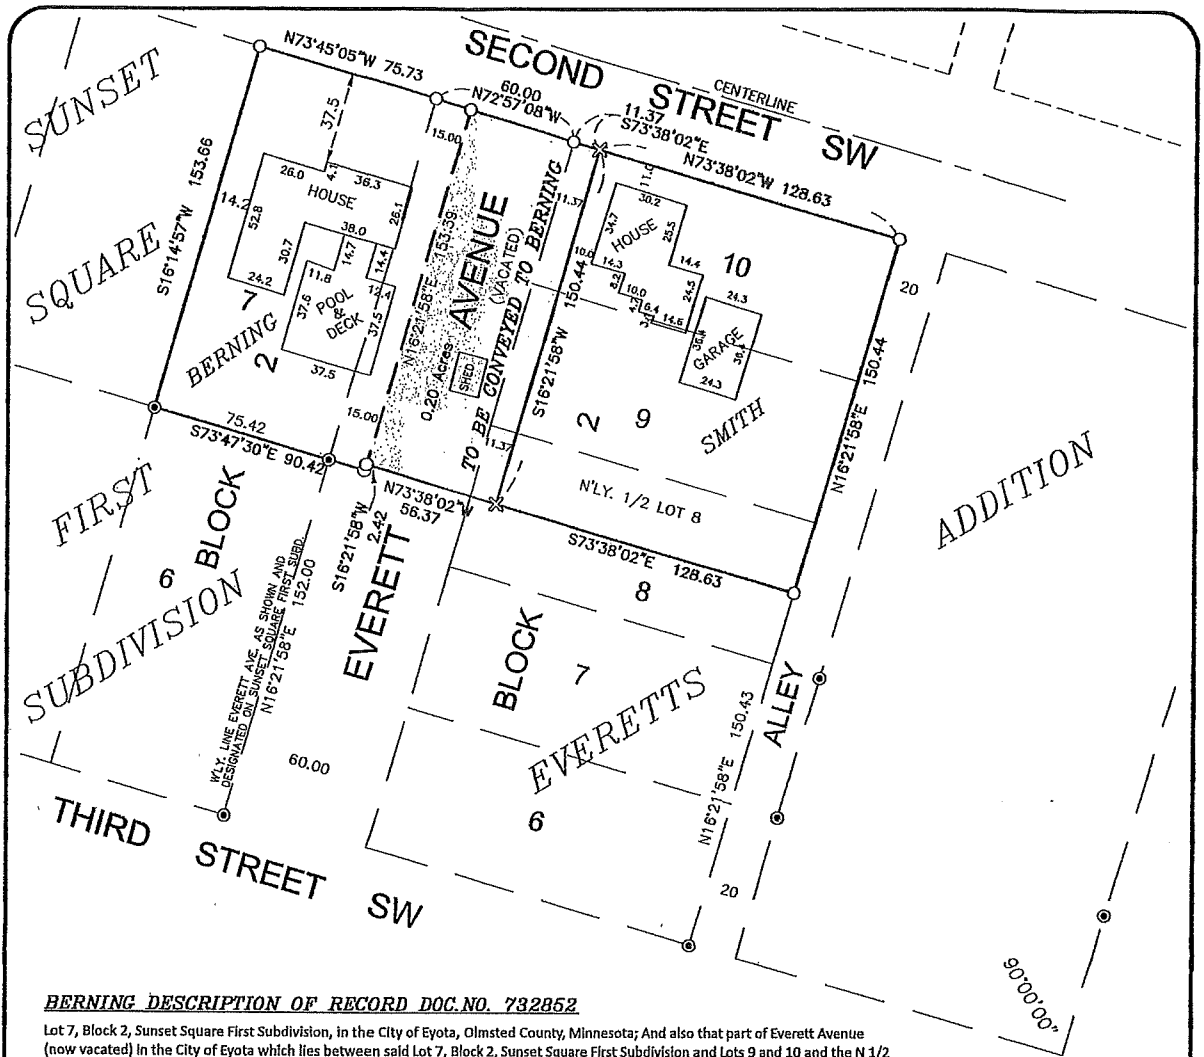 SUNSET
SQUARE
FIRST
SUBDIVISION
SECOND STREET SW
CENTERLINE
N73°45'05"W 75.73
60.00
N72°57'08"W
11.37
S73°38'02"E
N73°38'02"W 128.63
37.5
15.00
S16°14'57"W 153.66
14.2
26.0
4.1
36.3
HOUSE
52.8
26.1
38.0
30.7
14.7
14.4
24.2
11.8
12.4
37.6
POOL
&
DECK
37.5
37.5
7
2
BERNING
N16°21'58"E 153.39
AVENUE
(VACATED)
0.20 Acres
SHED
TO BE CONVEYED TO BERNING
11.37
150.44
S16°21'58"W
11.0
30.2
34.7
HOUSE
25.5
10.0
14.3
8.2
10.0
14.4
24.5
14.6
10
24.3
36.4
GARAGE
36.4
24.3
20
150.44
N16°21'58"E
2
9
SMITH
N'LY. 1/2 LOT 8
ADDITION
75.42
S73°47'30"E 90.42
15.00
N73°38'02"W
56.37
S16°21'58"W
2.42
S73°38'02"E 128.63
8
BLOCK
6
EVERETT
W'LY. LINE EVERETT AVE. AS SHOWN AND
DESIGNATED ON SUNSET SQUARE FIRST SUBD.
N16°21'58"E 152.00
60.00
BLOCK
7
EVERETTS
6
N16°21'58"E 150.43
ALLEY
20
THIRD STREET SW
90°00'00"
BERNING DESCRIPTION OF RECORD DOC.NO. 732852
Lot 7, Block 2, Sunset Square First Subdivision, in the City of Eyota, Olmsted County, Minnesota; And also that part of Everett Avenue
(now vacated) in the City of Eyota which lies between said Lot 7, Block 2, Sunset Square First Subdivision and Lots 9 and 10 and the N 1/2